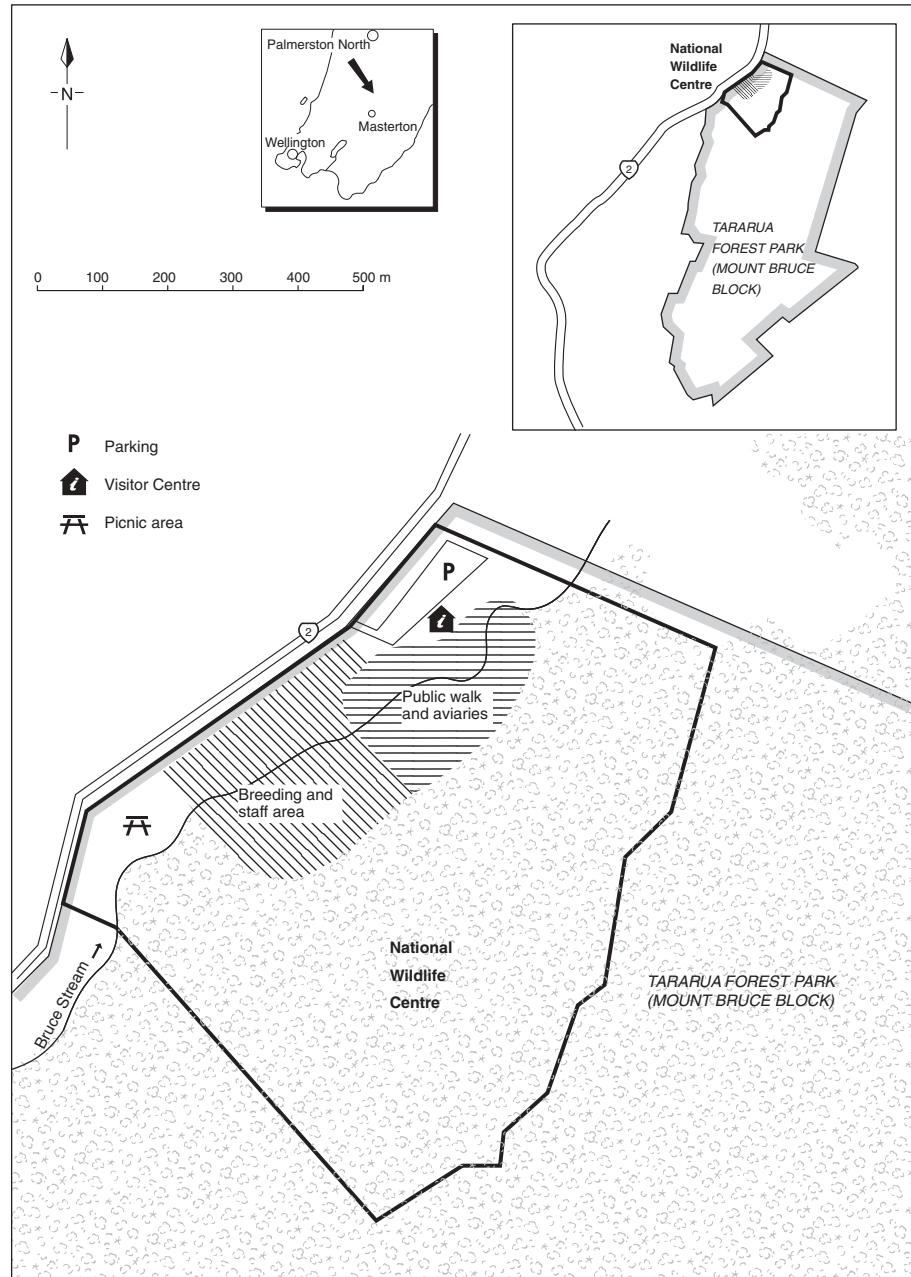 N
Palmerston North
Masterton
Wellington
National
Wildlife
Centre
2
TARARUA
FOREST PARK
(MOUNT BRUCE
BLOCK)
0 100 200 300 400 500 m
P Parking
i Visitor Centre
Picnic area
P
i
2
Public walk
and aviaries
Breeding and
staff area
National
Wildlife
Centre
TARARUA FOREST PARK
(MOUNT BRUCE BLOCK)
Bruce Stream